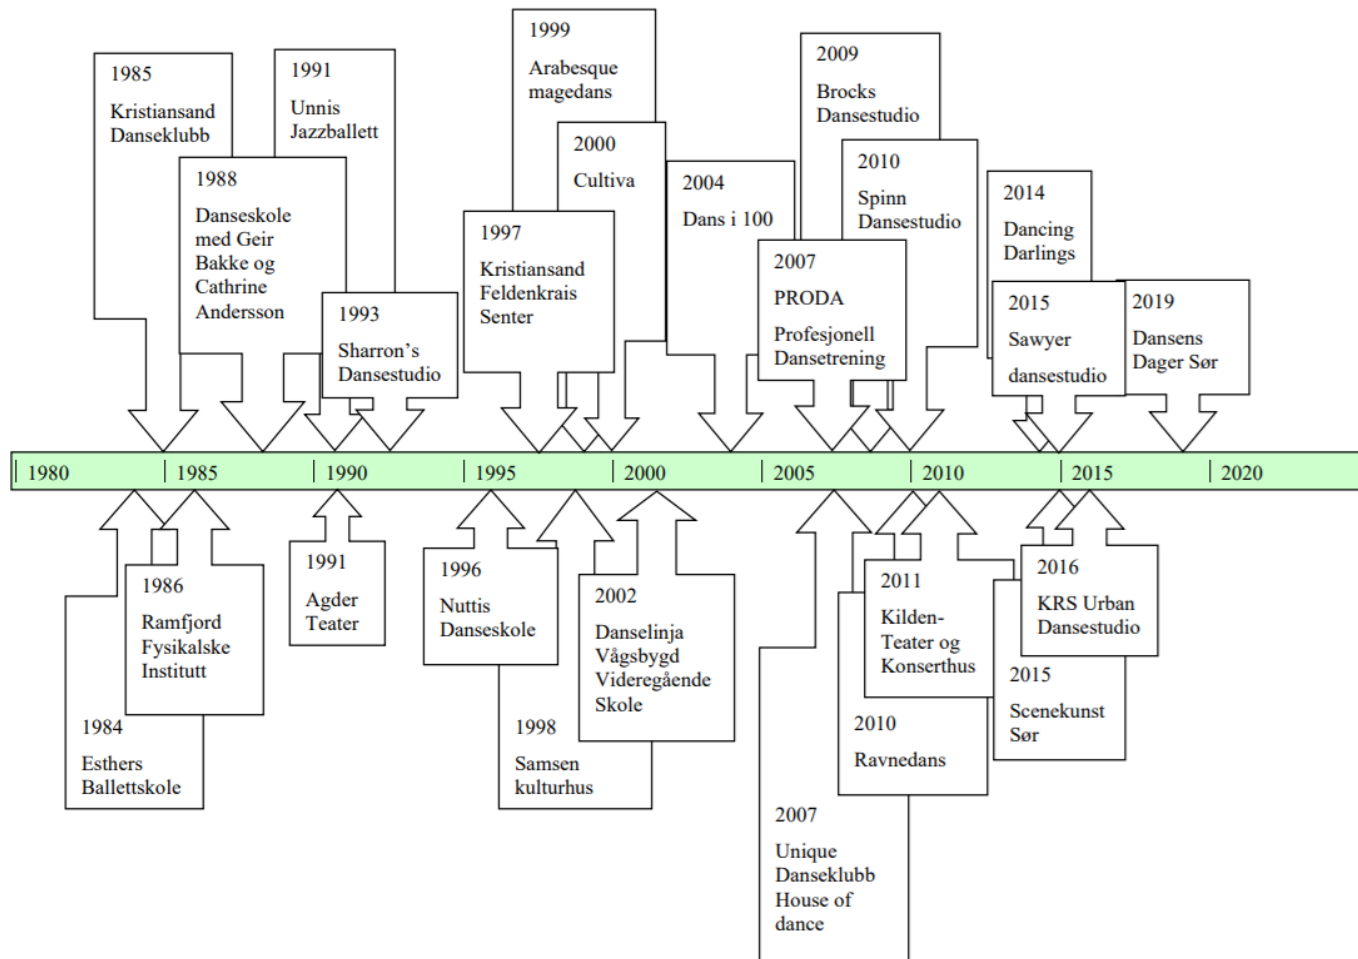 1985
Kristiansand
Danseklubb
1988
Danseskole
med Geir
Bakke og
Cathrine
Andersson
1991
Unnis
Jazzballett
1993
Sharron’s
Dansestudio
1999
Arabesque
magedans
1997
Kristiansand
Feldenkrais
Senter
2000
Cultiva
2004
Dans i 100
2009
Brocks
Dansestudio
2007
PRODA
Profesjonell
Dansetrening
2010
Spinn
Dansestudio
2014
Dancing
Darlings
2015
Sawyer
dansestudio
2019
Dansens
Dager Sør
1980
1985
1990
1995
2000
2005
2010
2015
2020
1984
Esthers
Ballettskole
1986
Ramfjord
Fysikalske
Institutt
1991
Agder
Teater
1996
Nuttis
Danseskole
1998
Samsen
kulturhus
2002
Danselinja
Vågsbygd
Videregående
Skole
2007
Unique
Danseklubb
House of
dance
2010
Ravnedans
2011
Kilden-
Teater og
Konserthus
2015
Scenekunst
Sør
2016
KRS Urban
Dansestudio